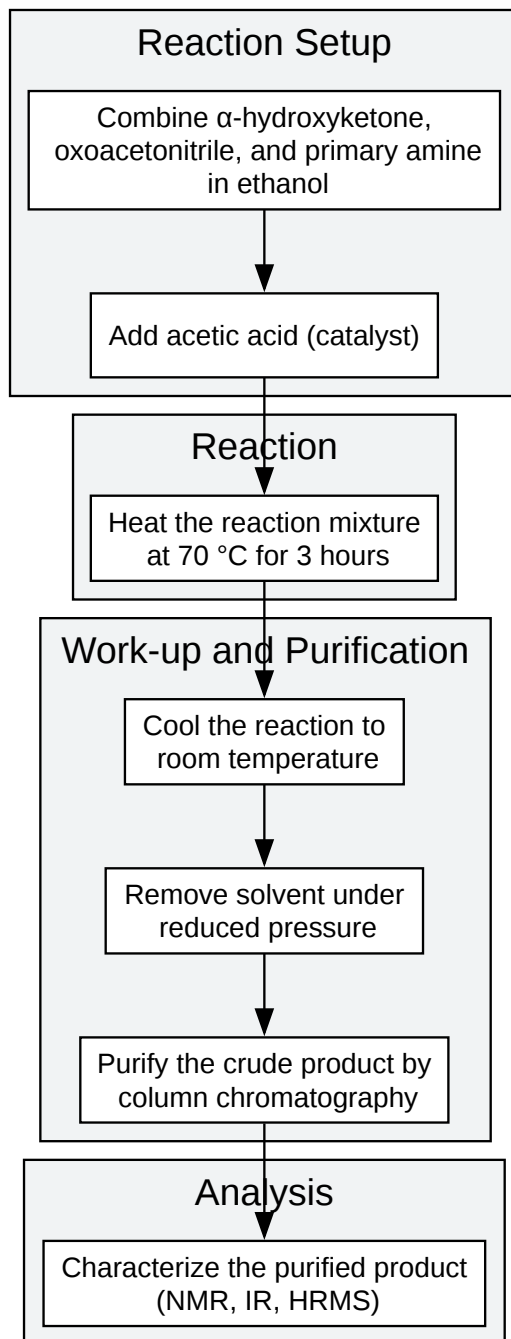 Reaction Setup
Combine α-hydroxyketone,
oxoacetonitrile, and primary amine
in ethanol
Add acetic acid (catalyst)
Reaction
Heat the reaction mixture
at 70 °C for 3 hours
Work-up and Purification
Cool the reaction to
room temperature
Remove solvent under
reduced pressure
Purify the crude product by
column chromatography
Analysis
Characterize the purified product
(NMR, IR, HRMS)